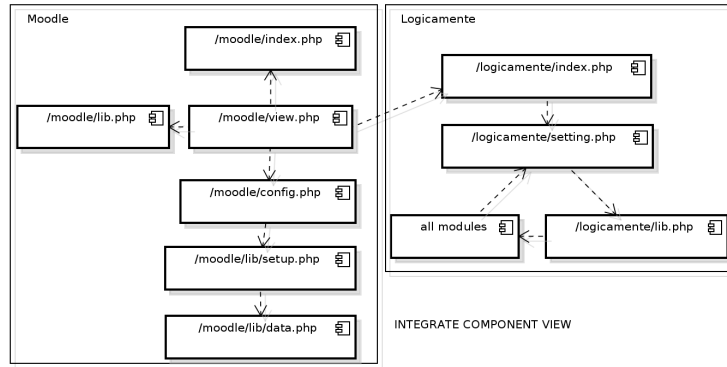 Moodle
/moodle/index.php
/moodle/lib.php
/moodle/view.php
/moodle/config.php
/moodle/lib/setup.php
/moodle/lib/data.php
Logicamente
/logicamente/index.php
/logicamente/setting.php
all modules
/logicamente/lib.php
INTEGRATE COMPONENT VIEW